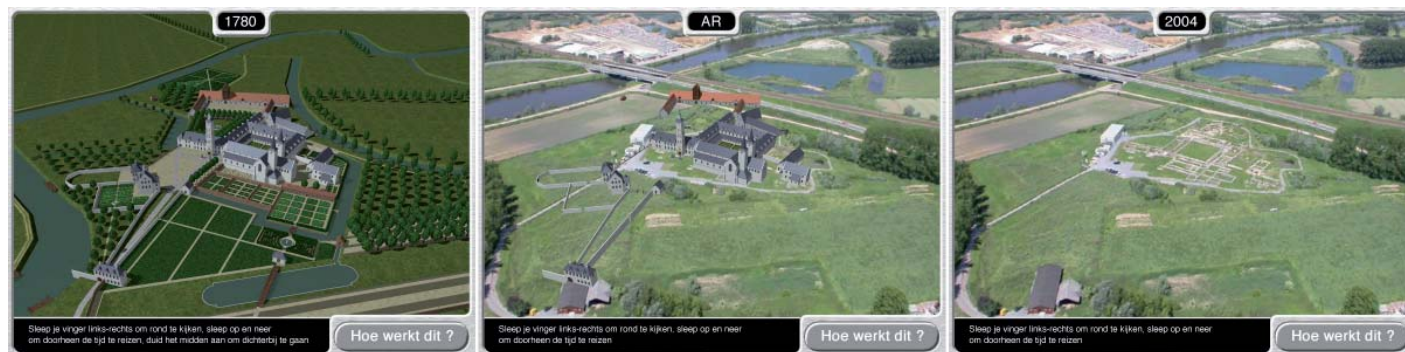 1780
Sleep je vinger links-rechts om rond te kijken, sleep op en neer
om doorheen de tijd te reizen, duid het midden aan om dichterbij te gaan
Hoe werkt dit ?
AR
Sleep je vinger links-rechts om rond te kijken, sleep op en neer
om doorheen de tijd te reizen
Hoe werkt dit ?
2004
Sleep je vinger links-rechts om rond te kijken, sleep op en neer
om doorheen de tijd te reizen
Hoe werkt dit ?